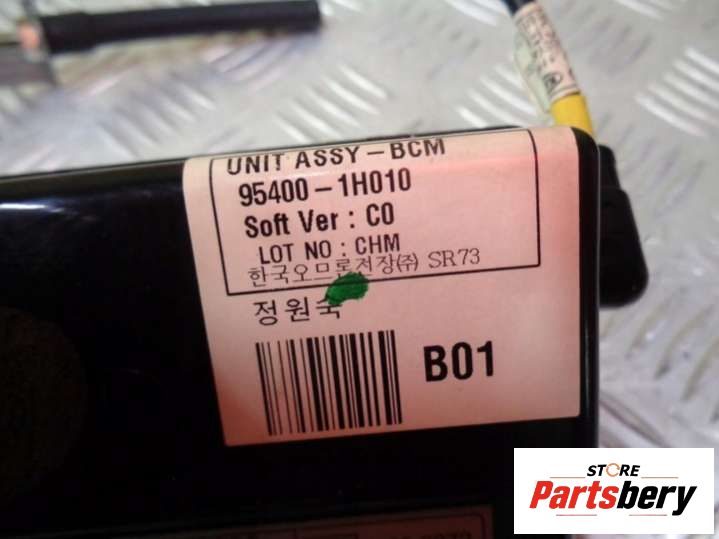 UNIT ASSY-BCM
95400-1H010
Soft Ver : C0
LOT NO : CHM
한국오므론전장㈜ SR73
정원숙
B01
STORE
Partsbery